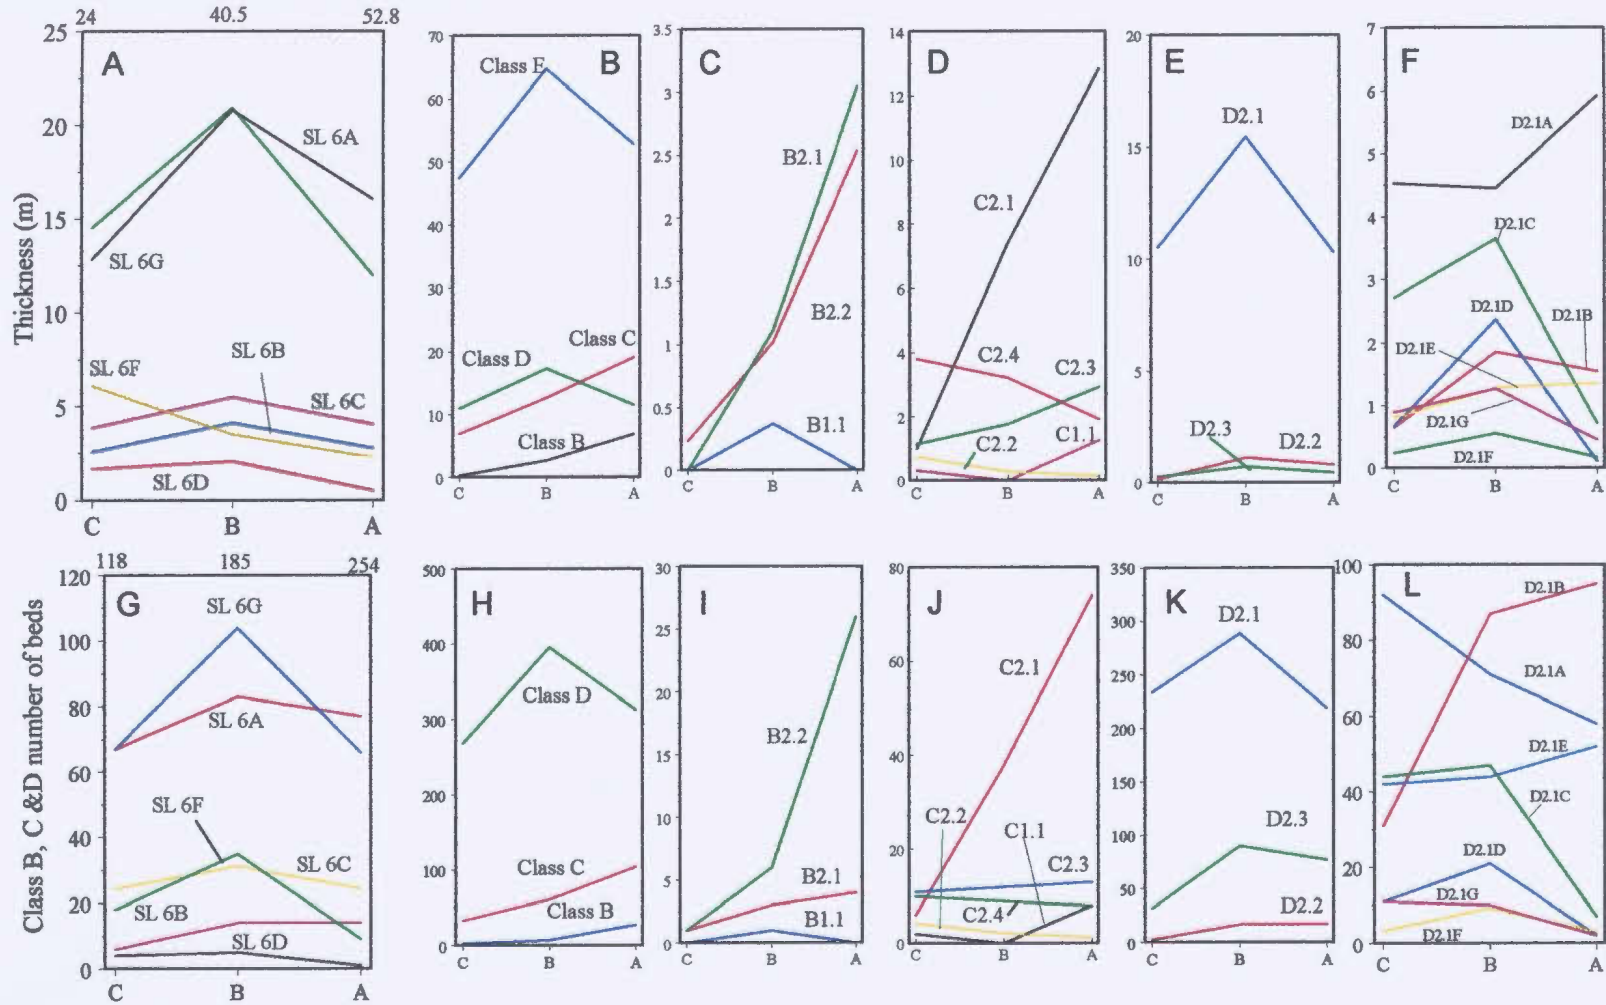 24 40.5 52.8
Thickness (m)
25
20
15
10
5
0
A
SL 6A
SL 6G
SL 6F
SL 6B
SL 6C
SL 6D
C B A
70
60
50
40
30
20
10
0
B
Class E
Class C
Class D
Class B
C B A
3.5
3
2.5
2
1.5
1
0.5
0
C
B2.1
B2.2
B1.1
C B A
14
12
10
8
6
4
2
0
D
C2.1
C2.4
C2.3
C2.2
C1.1
C B A
20
15
10
5
0
E
D2.1
D2.3
D2.2
C B A
7
6
5
4
3
2
1
0
F
D2.1A
D2.1C
D2.1D
D2.1B
D2.1E
D2.1G
D2.1F
C B A
118 185 254
Class B, C &D number of beds
120
100
80
60
40
20
0
G
SL 6G
SL 6A
SL 6F
SL 6C
SL 6B
SL 6D
C B A
500
400
300
200
100
0
H
Class D
Class C
Class B
C B A
30
25
20
15
10
5
0
I
B2.2
B2.1
B1.1
C B A
80
60
40
20
0
J
C2.1
C2.2
C1.1
C2.3
C2.4
C B A
350
300
250
200
150
100
50
0
K
D2.1
D2.3
D2.2
C B A
100
80
60
40
20
0
L
D2.1B
D2.1A
D2.1E
D2.1C
D2.1D
D2.1G
D2.1F
C B A